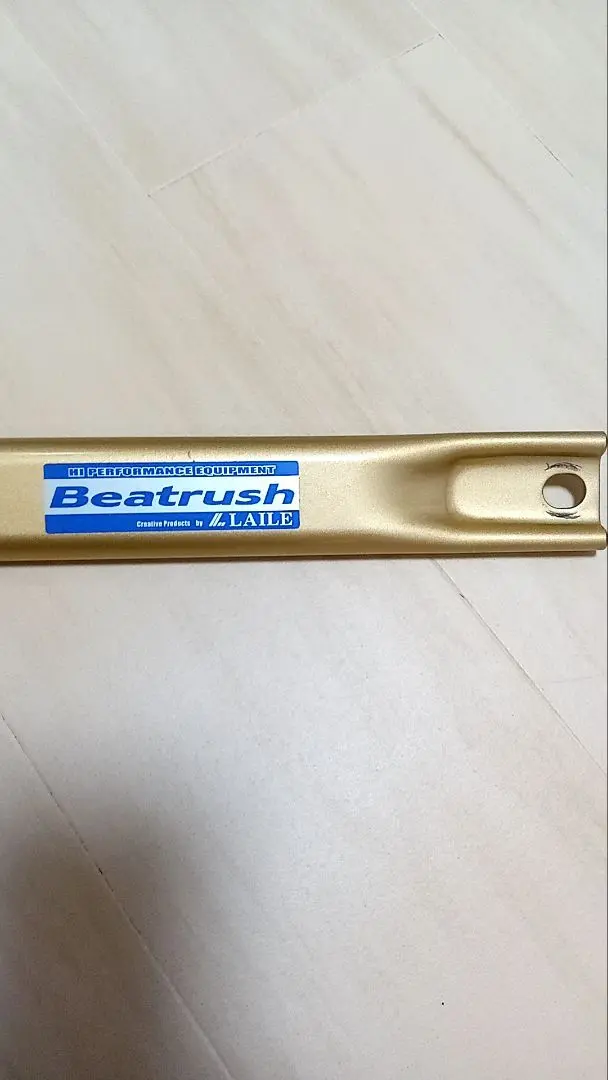 HI PERFORMANCE EQUIPMENT
Beatrush
Creative Products by LAILE